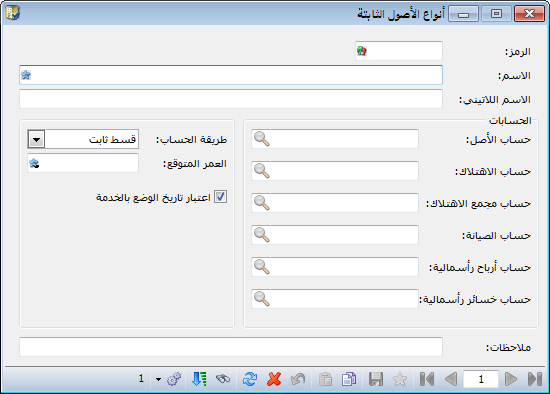 أنواع الأصول الثابتة
الرمز:
الاسم:
الاسم اللاتيني:
الحسابات
حساب الأصل:
حساب الاهتلاك:
حساب مجمع الاهتلاك:
حساب الصيانة:
حساب أرباح رأسمالية:
حساب خسائر رأسمالية:
طريقة الحساب: قسط ثابت
العمر المتوقع:
اعتبار تاريخ الوضع بالخدمة
ملاحظات:
1
1